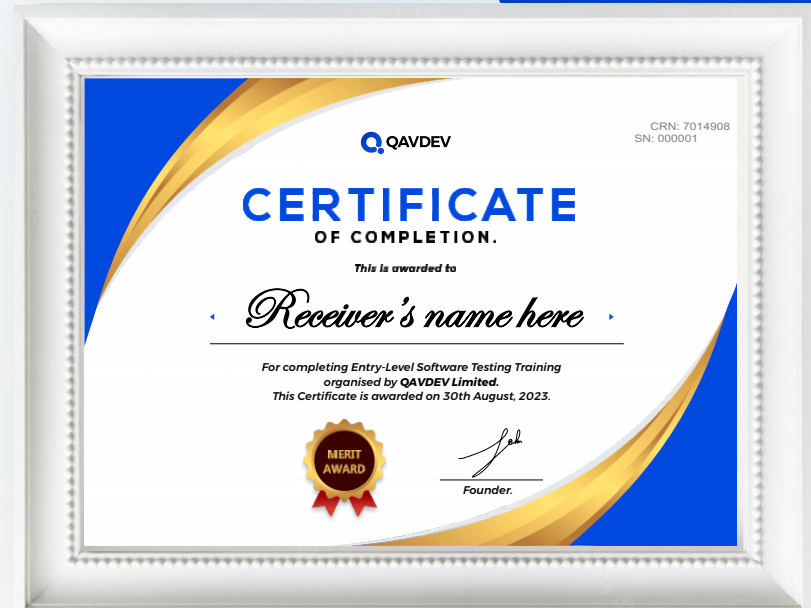 QAVDEV
CRN: 7014908
SN: 000001
CERTIFICATE
OF COMPLETION.
This is awarded to
Receiver's name here
For completing Entry-Level Software Testing Training
organised by QAVDEV Limited.
This Certificate is awarded on 30th August, 2023.
MERIT
AWARD
Founder.